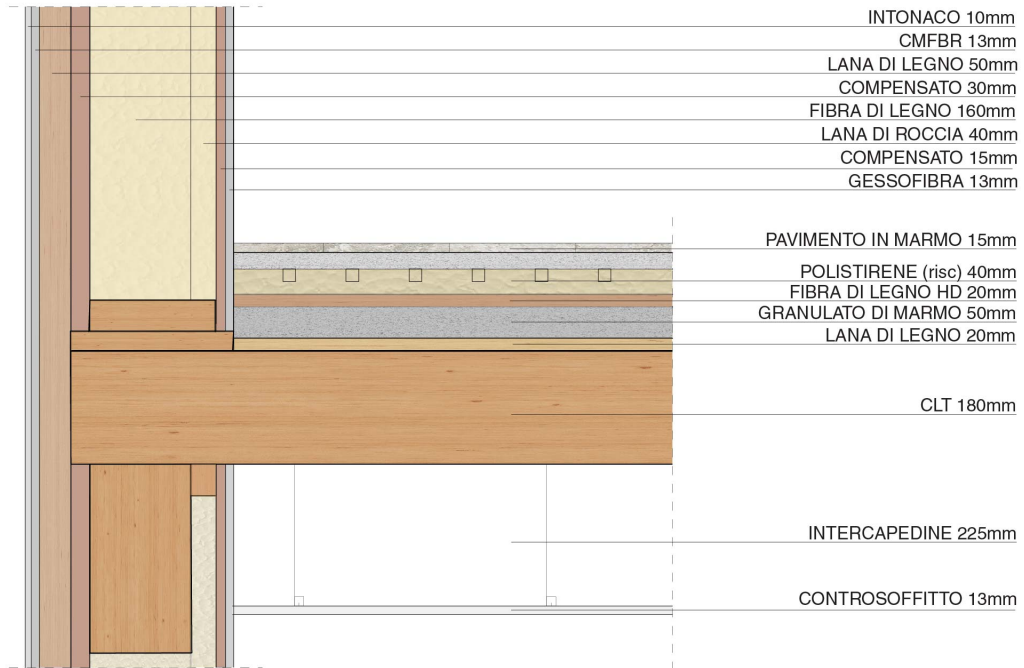 INTONACO 10mm
CMFBR 13mm
LANA DI LEGNO 50mm
COMPENSATO 30mm
FIBRA DI LEGNO 160mm
LANA DI ROCCIA 40mm
COMPENSATO 15mm
GESSOFIBRA 13mm
PAVIMENTO IN MARMO 15mm
POLISTIRENE (risc) 40mm
FIBRA DI LEGNO HD 20mm
GRANULATO DI MARMO 50mm
LANA DI LEGNO 20mm
CLT 180mm
INTERCAPEDINE 225mm
CONTROSOFFITTO 13mm